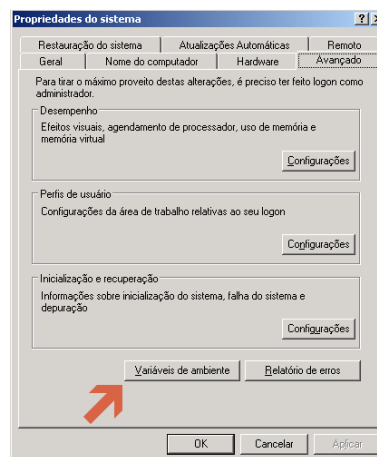 Propriedades do sistema
Restauração do sistema Atualizações Automáticas Remoto
Geral Nome do computador Hardware Avançado
Para tirar o máximo proveito destas alterações, é preciso ter feito logon como
administrador.
Desempenho
Efeitos visuais, agendamento de processador, uso de memória e
memória virtual
Configurações
Perfis de usuário
Configurações da área de trabalho relativas ao seu logon
Configurações
Inicialização e recuperação
Informações sobre inicialização do sistema, falha do sistema e
depuração
Configurações
Variáveis de ambiente Relatório de erros
OK Cancelar Aplicar